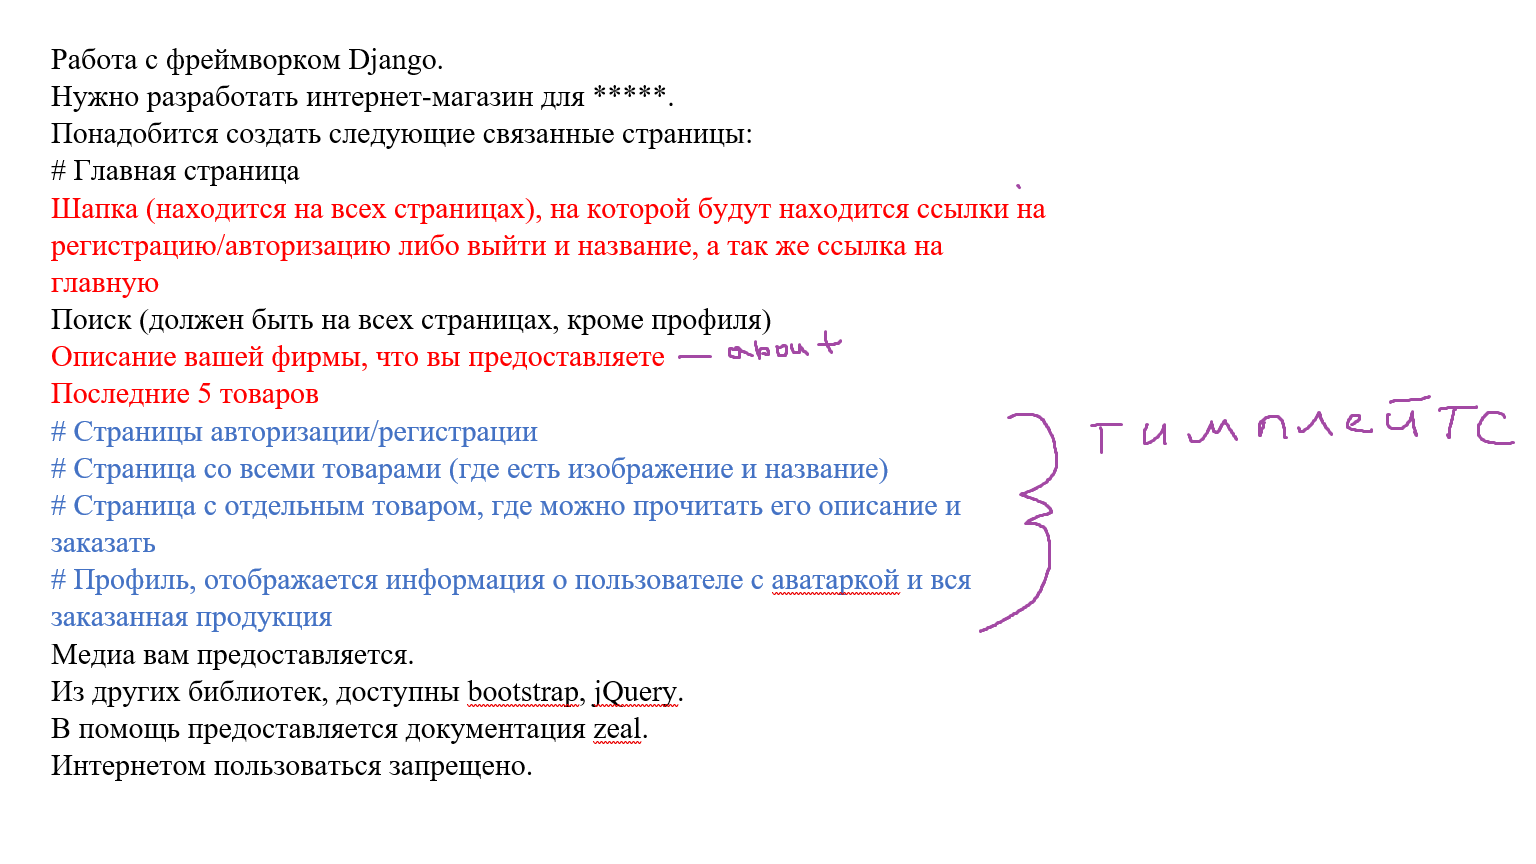 Работа с фреймворком Django.
Нужно разработать интернет-магазин для *****.
Понадобится создать следующие связанные страницы:
# Главная страница
Шапка (находится на всех страницах), на которой будут находится ссылки на
регистрацию/авторизацию либо выйти и название, а так же ссылка на
главную
Поиск (должен быть на всех страницах, кроме профиля)
Описание вашей фирмы, что вы предоставляете — about
Последние 5 товаров
# Страницы авторизации/регистрации
тимплейтс
# Страница со всеми товарами (где есть изображение и название)
# Страница с отдельным товаром, где можно прочитать его описание и
заказать
# Профиль, отображается информация о пользователе с аватаркой и вся
заказанная продукция
Медиа вам предоставляется.
Из других библиотек, доступны bootstrap, jQuery.
В помощь предоставляется документация zeal.
Интернетом пользоваться запрещено.